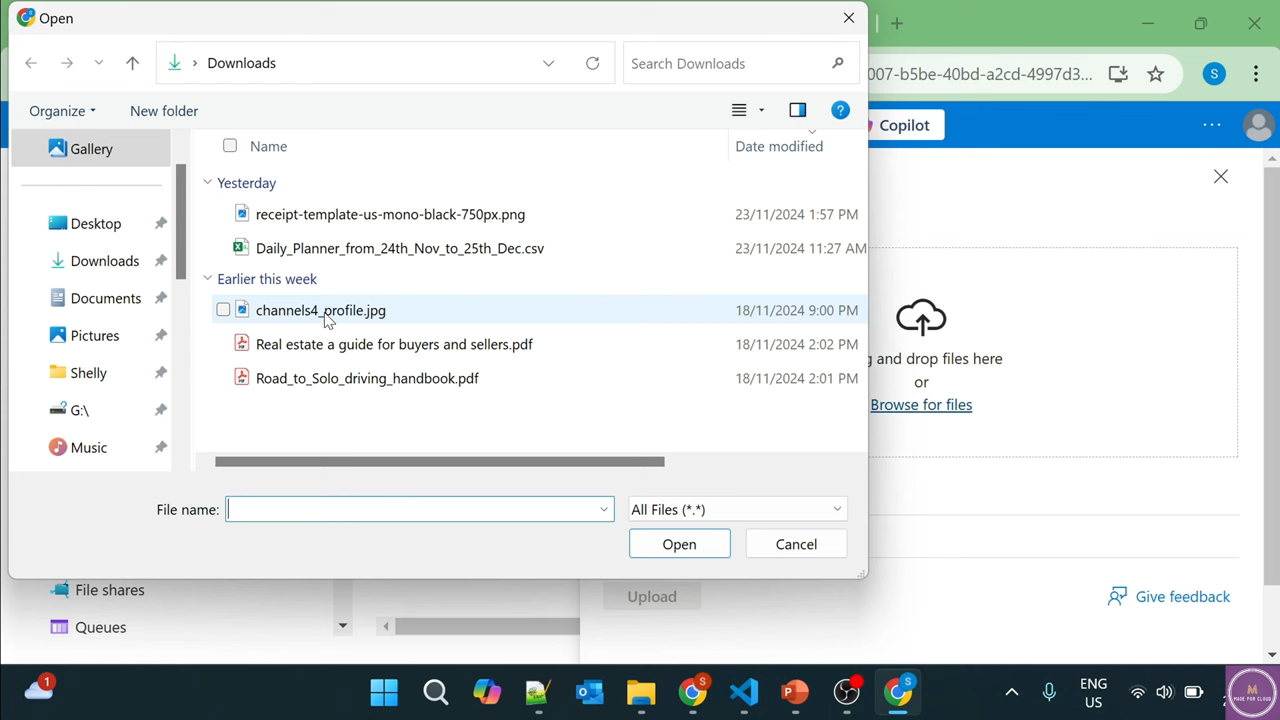 Open
Downloads
Search Downloads
007-b5be-40bd-a2cd-4997d3...
S
Organize
New folder
?
Copilot
...
Gallery
Name
Date modified
Yesterday
receipt-template-us-mono-black-750px.png
23/11/2024 1:57 PM
Daily_Planner_from_24th_Nov_to_25th_Dec.csv
23/11/2024 11:27 AM
Earlier this week
channels4_profile.jpg
18/11/2024 9:00 PM
Real estate a guide for buyers and sellers.pdf
18/11/2024 2:02 PM
Road_to_Solo_driving_handbook.pdf
18/11/2024 2:01 PM
Desktop
Downloads
Documents
Pictures
Shelly
G:\
Music
g and drop files here
or
Browse for files
File name:
All Files (*.*)
Open
Cancel
File shares
Queues
Upload
Give feedback
1
S
S
ENG
US
M
MADE FOR CLOUD